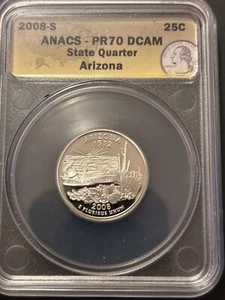 2008-S 25C
ANACS - PR70 DCAM
State Quarter
Arizona
ARIZONA
1912
2008
E PLURIBUS UNUM